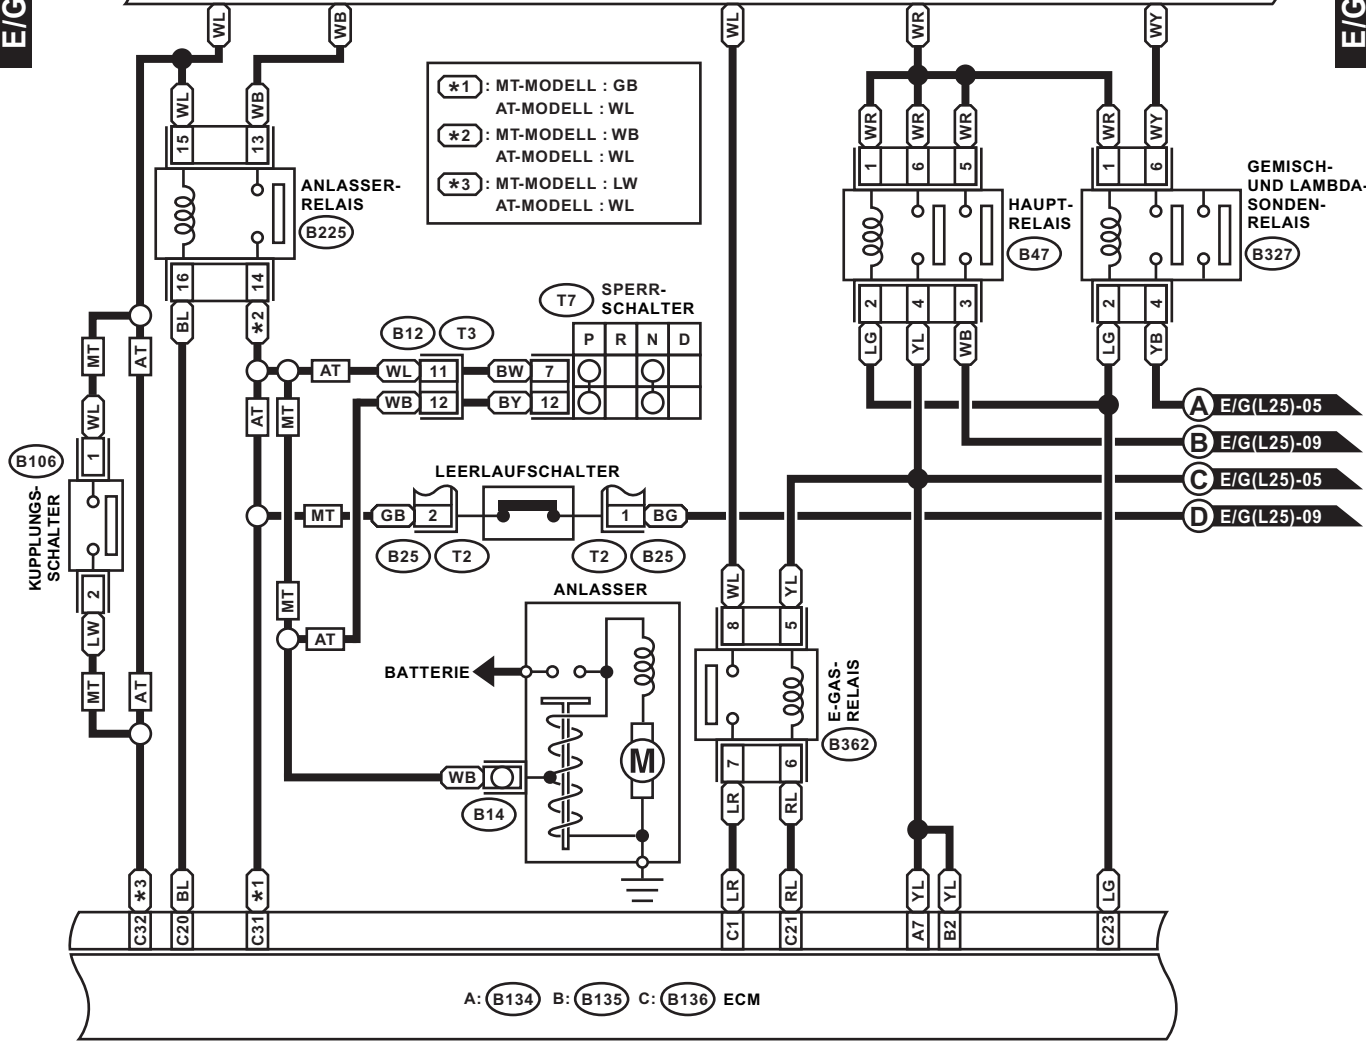 E/G
E/G
WL
WB
WL
WR
WY
WL
WB
15
13
ANLASSER-
RELAIS
B225
16
14
BL
*2
*1 : MT-MODELL : GB
AT-MODELL : WL
*2 : MT-MODELL : WB
AT-MODELL : WL
*3 : MT-MODELL : LW
AT-MODELL : WL
WR
WR
WR
WR
WY
1
6
5
1
6
HAUPT-
RELAIS
B47
GEMISCH-
UND LAMBDA-
SONDEN-
RELAIS
B327
2
4
3
2
4
LG
YL
WB
LG
YB
T7
SPERR-
SCHALTER
P R N D
B12
T3
MT
AT
AT
WL
11
BW
7
WB
12
BY
12
AT
MT
A E/G(L25)-05
B E/G(L25)-09
C E/G(L25)-05
D E/G(L25)-09
WL
1
B106
KUPPLUNGS-
SCHALTER
2
LW
MT
AT
LEERLAUFSCHALTER
MT
GB
2
1
BG
B25
T2
T2
B25
MT
AT
ANLASSER
BATTERIE
M
WB
B14
WL
YL
8
5
E-GAS-
RELAIS
B362
7
6
LR
RL
*3
BL
*1
LR
RL
YL
YL
LG
C32
C20
C31
C1
C21
A7
B2
C23
A: B134 B: B135 C: B136 ECM